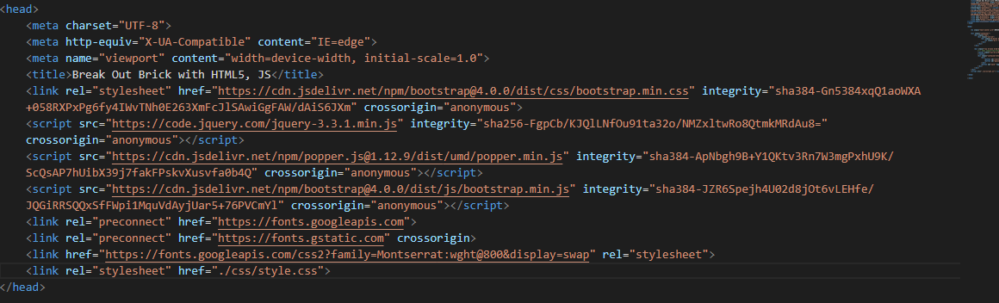 <head>
<meta charset="UTF-8">
<meta http-equiv="X-UA-Compatible" content="IE=edge">
<meta name="viewport" content="width=device-width, initial-scale=1.0">
<title>Break Out Brick with HTML5, JS</title>
<link rel="stylesheet" href="https://cdn.jsdelivr.net/npm/bootstrap@4.0.0/dist/css/bootstrap.min.css" integrity="sha384-Gn5384xqQ1aoWXA
+058RXPxPg6fy4IWvTNh0E263XmFcJlSAwiGgFAW/dAiS6JXm" crossorigin="anonymous">
<script src="https://code.jquery.com/jquery-3.3.1.min.js" integrity="sha256-FgpCb/KJQlLNfOu91ta32o/NMZxltwRo8QtmkMRdAu8="
crossorigin="anonymous"></script>
<script src="https://cdn.jsdelivr.net/npm/popper.js@1.12.9/dist/umd/popper.min.js" integrity="sha384-ApNbgh9B+Y1QKtv3Rn7W3mgPxhU9K/
ScQsAP7hUibX39j7fakFPskvXusvfa0b4Q" crossorigin="anonymous"></script>
<script src="https://cdn.jsdelivr.net/npm/bootstrap@4.0.0/dist/js/bootstrap.min.js" integrity="sha384-JZR6Spejh4U02d8jOt6vLEHfe/
JQGiRRSQQxSfFWpi1MquVdAyjUar5+76PVCmYl" crossorigin="anonymous"></script>
<link rel="preconnect" href="https://fonts.googleapis.com">
<link rel="preconnect" href="https://fonts.gstatic.com" crossorigin>
<link href="https://fonts.googleapis.com/css2?family=Montserrat:wght@800&display=swap" rel="stylesheet">
<link rel="stylesheet" href="./css/style.css">
</head>